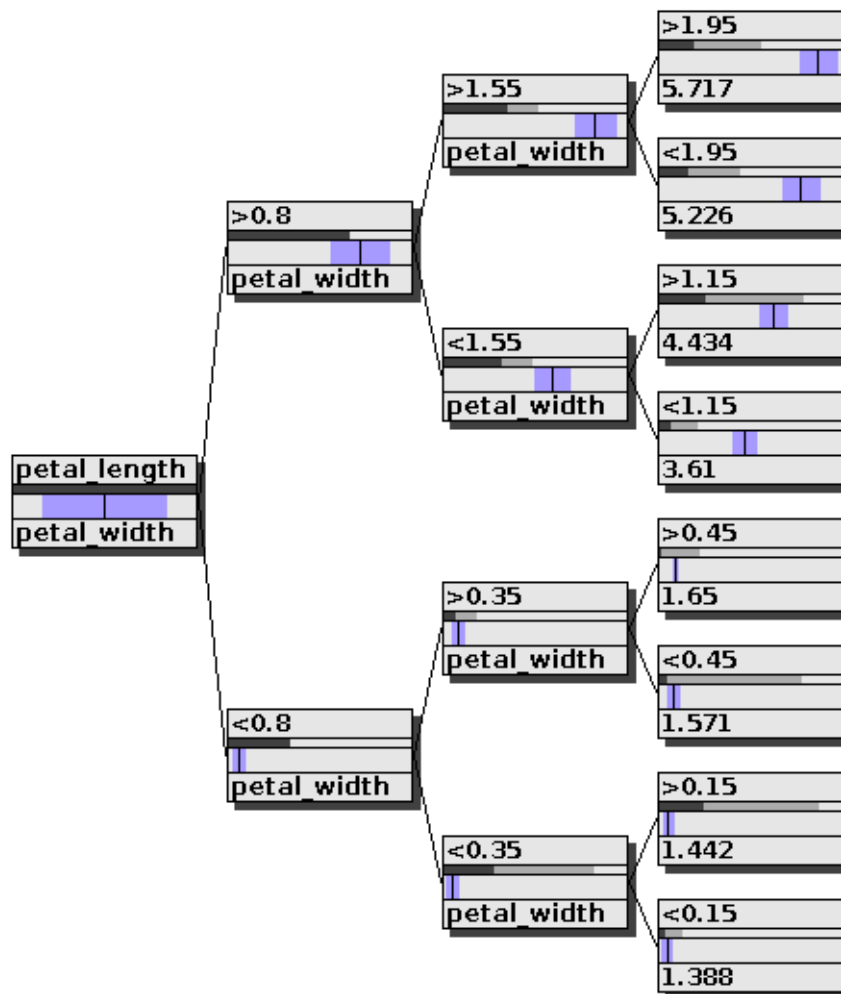 petal_length
petal_width
>0.8
petal_width
<0.8
petal_width
>1.55
petal_width
<1.55
petal_width
>0.35
petal_width
<0.35
petal_width
>1.95
5.717
<1.95
5.226
>1.15
4.434
<1.15
3.61
>0.45
1.65
<0.45
1.571
>0.15
1.442
<0.15
1.388